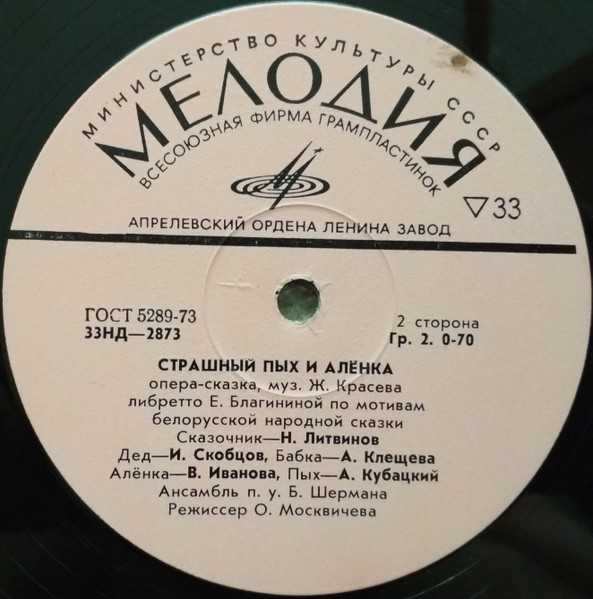 МИНИСТЕРСТВО КУЛЬТУРЫ СССР
МЕЛОДИЯ
ВСЕСОЮЗНАЯ ФИРМА ГРАМПЛАСТИНОК
▽33
АПРЕЛЕВСКИЙ ОРДЕНА ЛЕНИНА ЗАВОД
ГОСТ 5289-73
33НД—2873
2 сторона
Гр. 2. 0-70
СТРАШНЫЙ ПЫХ И АЛЁНКА
опера-сказка, муз. Ж. Красева
либретто Е. Благининой по мотивам
белорусской народной сказки
Сказочник—Н. Литвинов
Дед—И. Скобцов, Бабка—А. Клещева
Алёнка—В. Иванова, Пых—А. Кубацкий
Ансамбль п. у Б. Шермана
Режиссер О. Москвичева